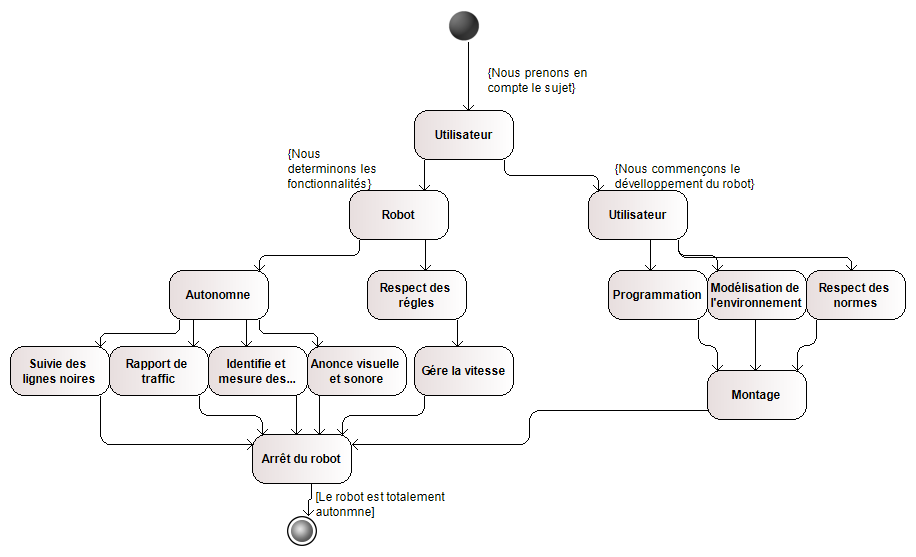 {Nous prenons en
compte le sujet}
Utilisateur
{Nous
determinons les
fonctionnalités}
{Nous commençons le
dévelloppement du robot}
Robot
Utilisateur
Autonomne
Respect des
régles
Programmation
Modélisation de
l'environnement
Respect des
normes
Suivie des
lignes noires
Rapport de
traffic
Identifie et
mesure des...
Anonce visuelle
et sonore
Gére la vitesse
Montage
Arrêt du robot
[Le robot est totalement
autonmne]